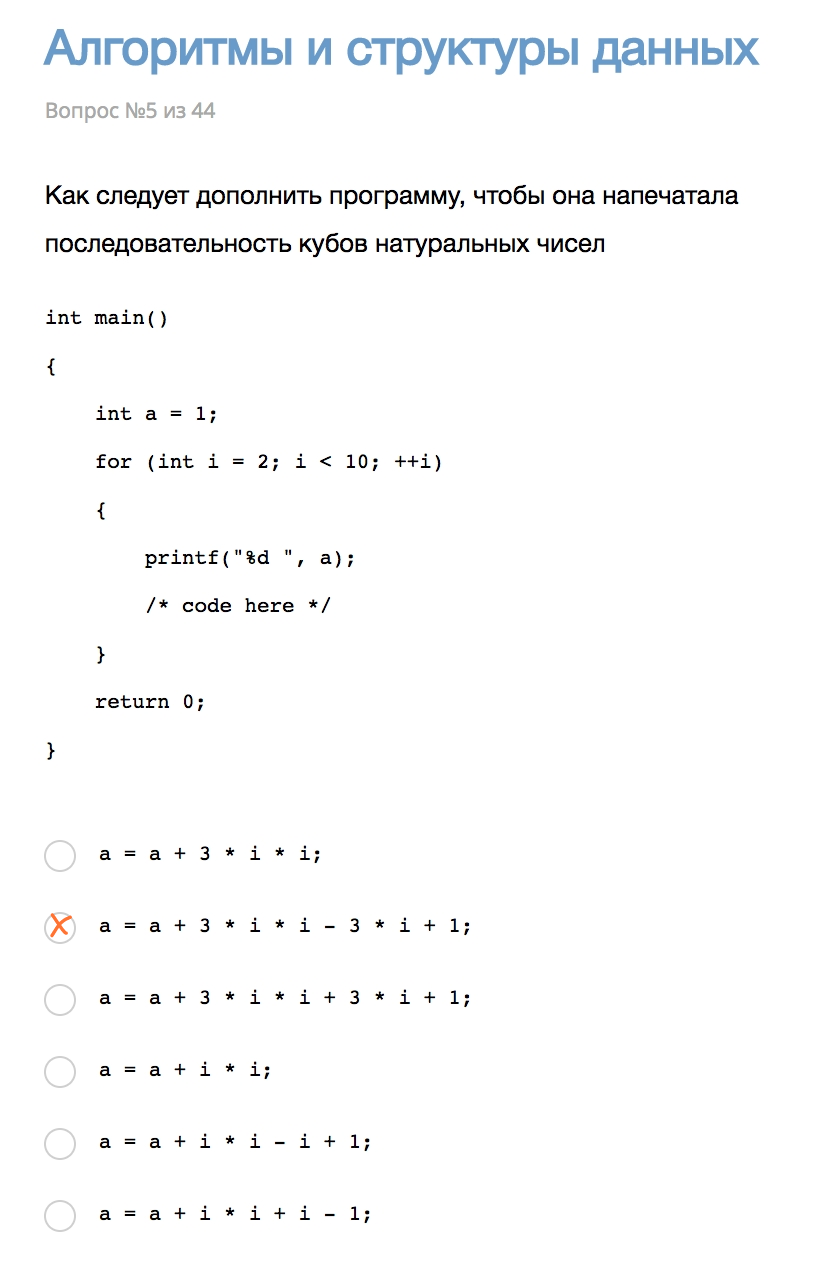 Алгоритмы и структуры данных
Вопрос №5 из 44
Как следует дополнить программу, чтобы она напечатала
последовательность кубов натуральных чисел
int main()
{
int a = 1;
for (int i = 2; i < 10; ++i)
{
printf("%d ", a);
/* code here */
}
return 0;
}
a = a + 3 * i * i;
a = a + 3 * i * i - 3 * i + 1;
a = a + 3 * i * i + 3 * i + 1;
a = a + i * i;
a = a + i * i - i + 1;
a = a + i * i + i - 1;